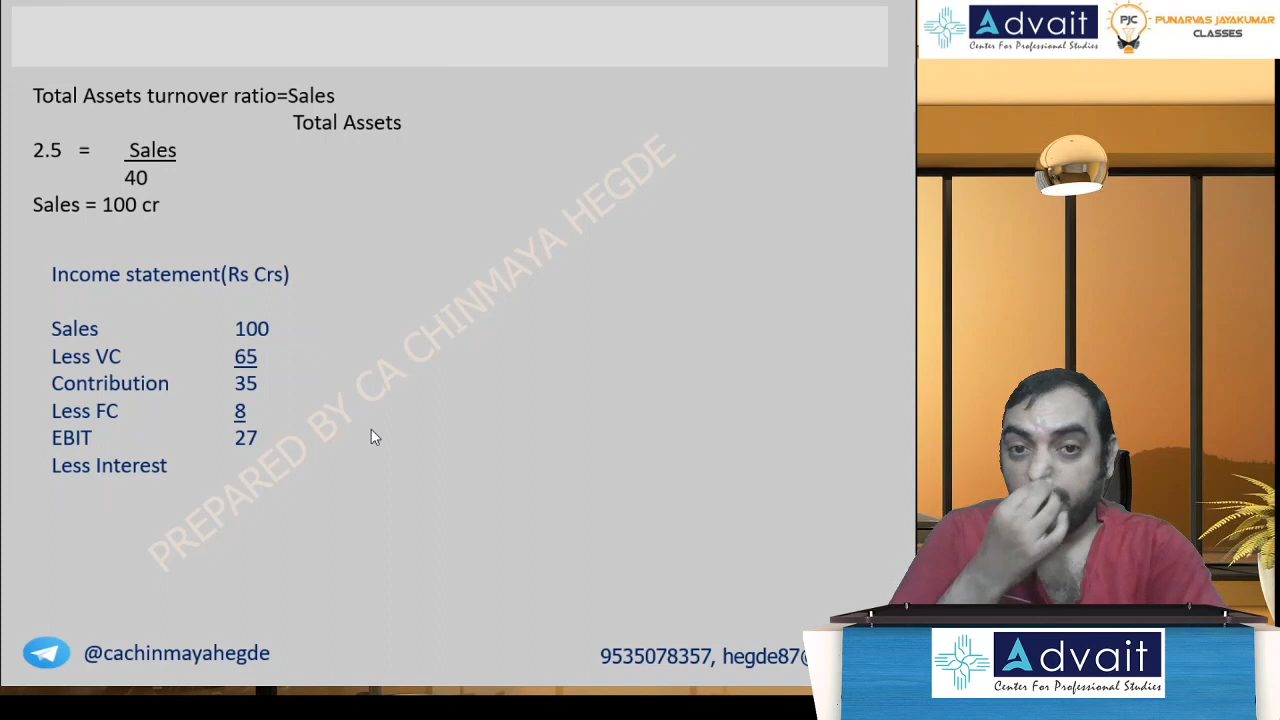 Advait
Center For Professional Studies
PJC
PUNARVAS JAYAKUMAR
CLASSES
Total Assets turnover ratio=Sales
Total Assets
2.5 = Sales
40
Sales = 100 cr
Income statement(Rs Crs)
Sales 100
Less VC 65
Contribution 35
Less FC 8
EBIT 27
Less Interest
PREPARED BY CA CHINMAYA HEGDE
@cachinmayahegde
9535078357, hegde87@
Advait
Center For Professional Studies